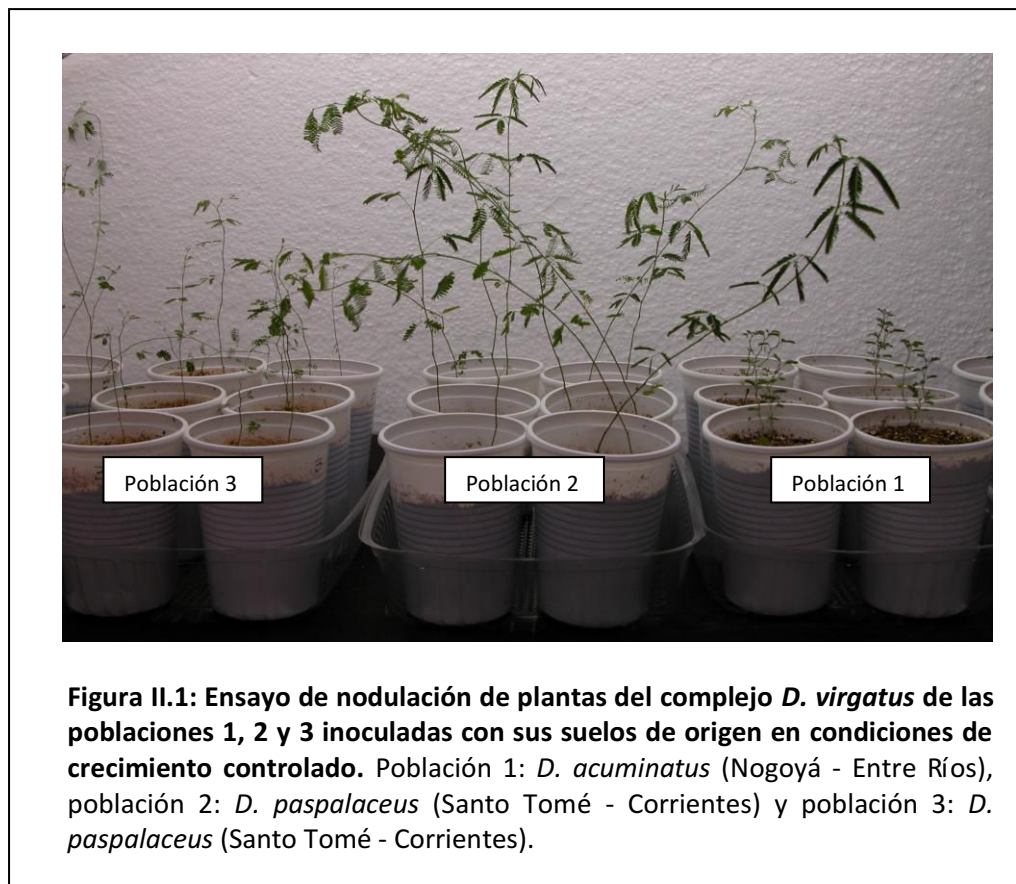 Población 3
Población 2
Población 1
Figura II.1: Ensayo de nodulación de plantas del complejo D. virgatus de las
poblaciones 1, 2 y 3 inoculadas con sus suelos de origen en condiciones de
crecimiento controlado. Población 1: D. acuminatus (Nogoyá - Entre Ríos),
población 2: D. paspalaceus (Santo Tomé - Corrientes) y población 3: D.
paspalaceus (Santo Tomé - Corrientes).